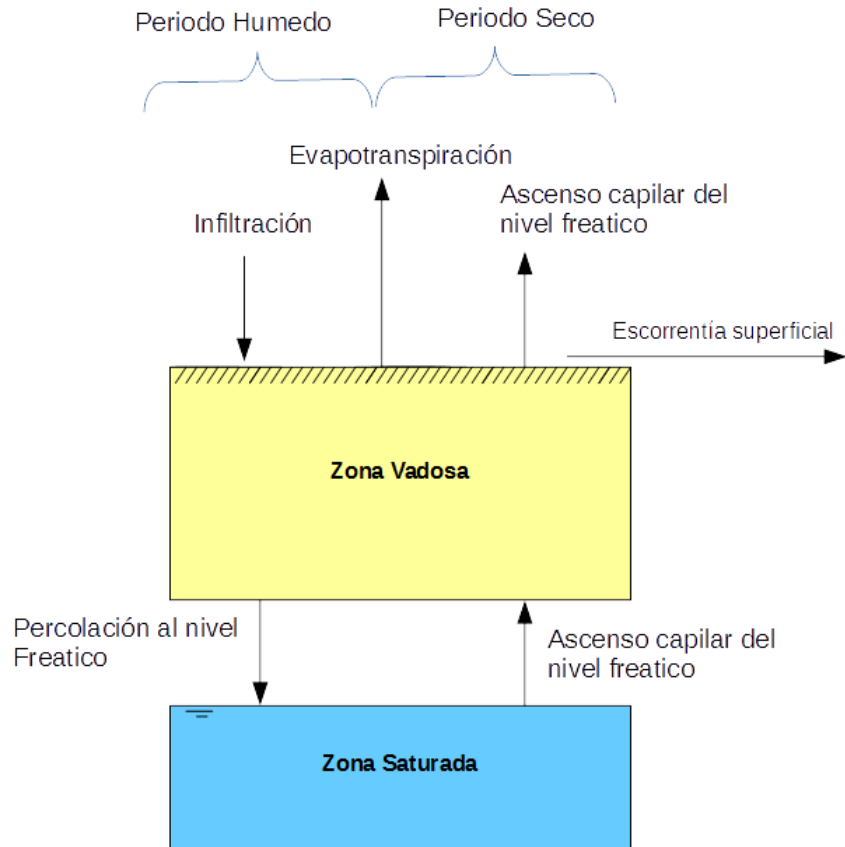 Periodo Humedo
Periodo Seco
Evapotranspiración
Ascenso capilar del
nivel freatico
Infiltración
Escorrentía superficial
Zona Vadosa
Percolación al nivel
Freatico
Ascenso capilar del
nivel freatico
Zona Saturada